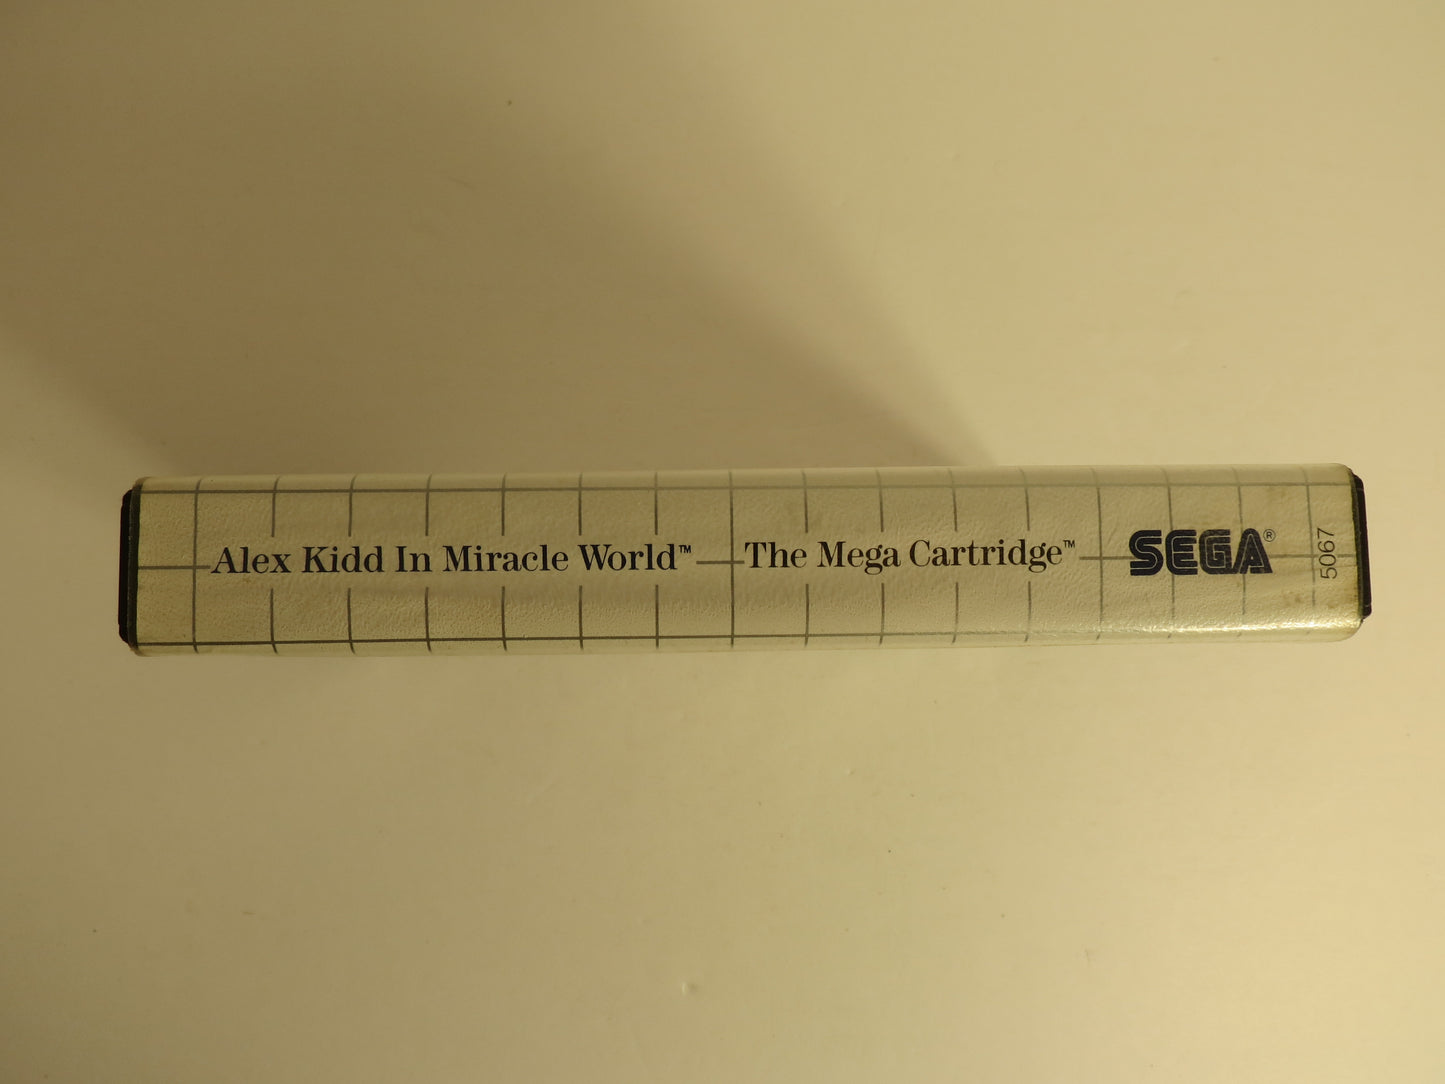 Alex Kidd In Miracle World™
The Mega Cartridge™
SEGA®
5067